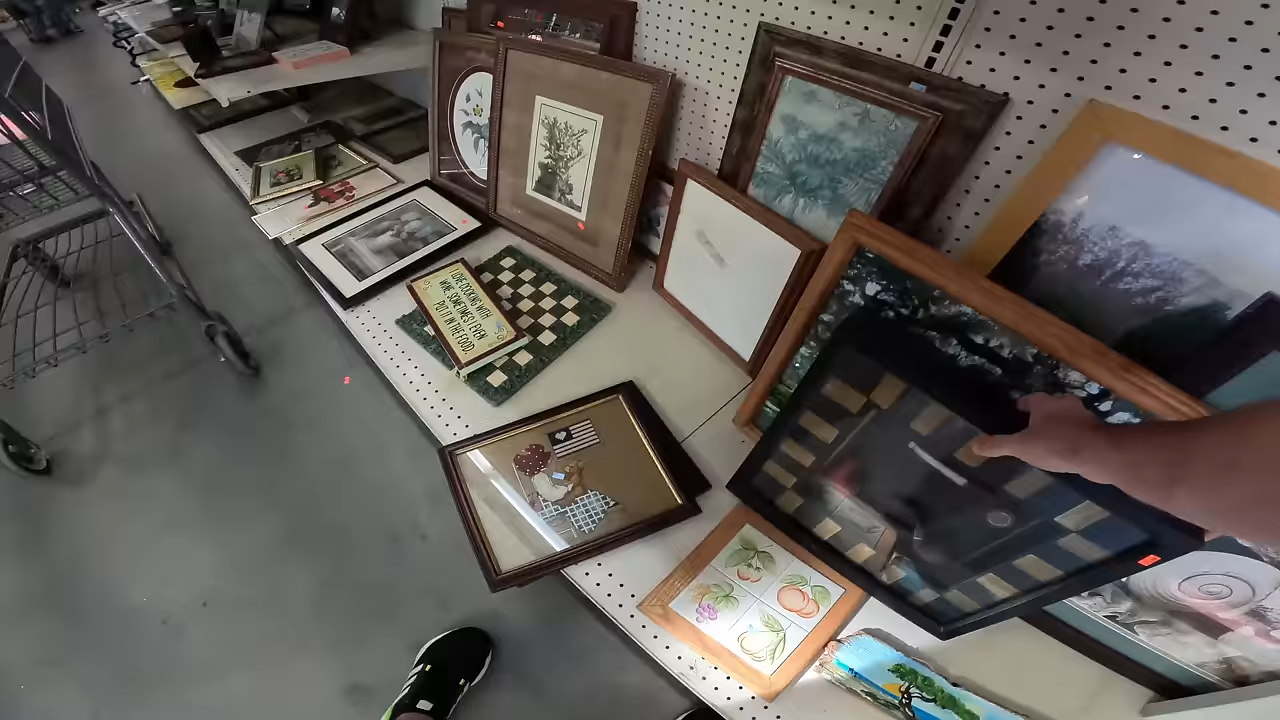 I LOVE COOKING WITH
WINE. SOMETIMES I EVEN
PUT IT IN THE FOOD.